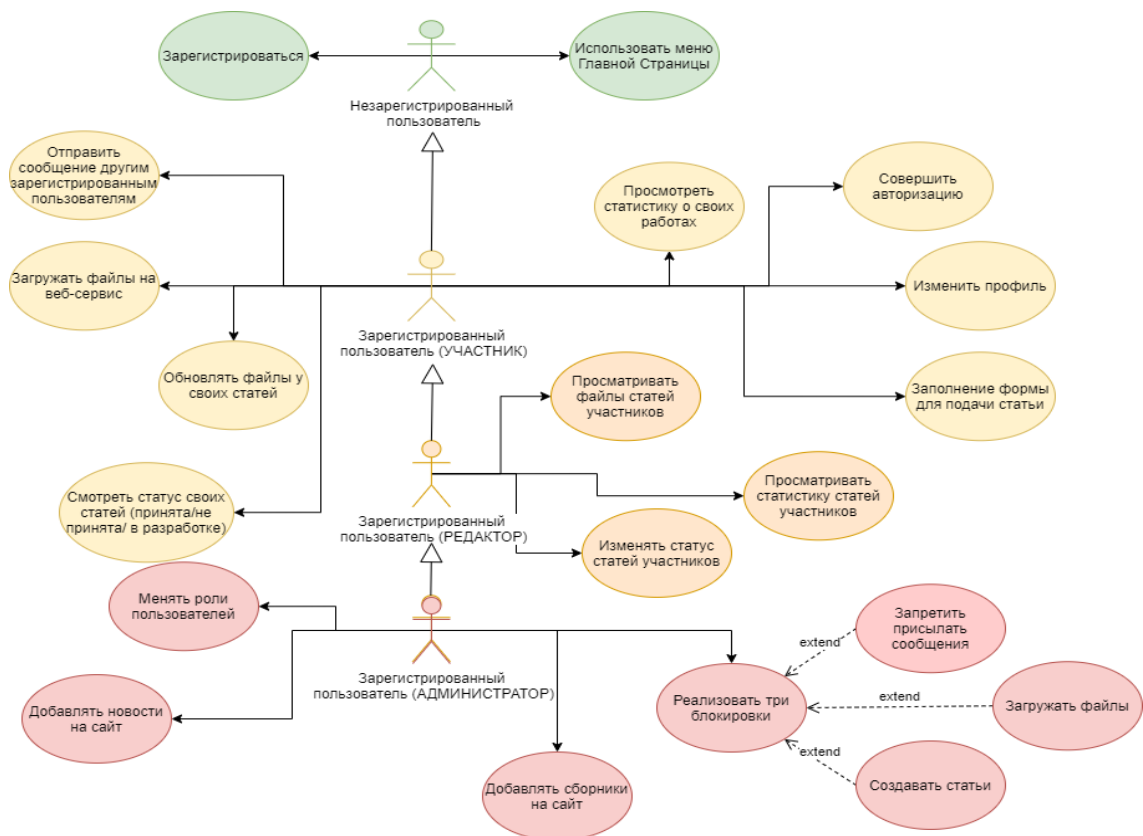 Зарегистрироваться
Использовать меню
Главной Страницы
Незарегистрированный
пользователь
Отправить
сообщение другим
зарегистрированным
пользователям
Просмотреть
статистику о своих
работах
Совершить
авторизацию
Загружать файлы на
веб-сервис
Изменить профиль
Зарегистрированный
пользователь (УЧАСТНИК)
Обновлять файлы у
своих статей
Просматривать
файлы статей
участников
Заполнение формы
для подачи статьи
Смотреть статус своих
статей (принята/не
принята/ в разработке)
Зарегистрированный
пользователь (РЕДАКТОР)
Просматривать
статистику статей
участников
Изменять статус
статей участников
Менять роли
пользователей
Запретить
присылать
сообщения
extend
Зарегистрированный
пользователь (АДМИНИСТРАТОР)
Добавлять новости
на сайт
Реализовать три
блокировки
extend
Загружать файлы
extend
Добавлять сборники
на сайт
Создавать статьи